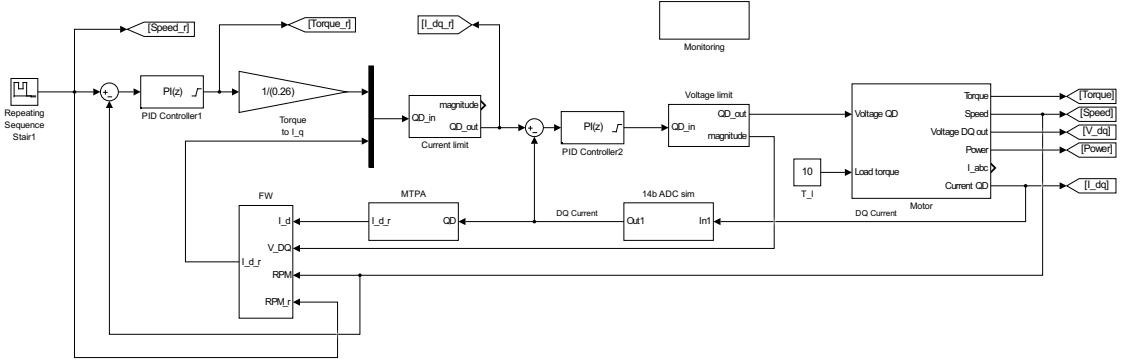 [Speed_r]
[Torque_r]
[I_dq_r]
Monitoring
Repeating
Sequence
Stair1
+
−
PI(z)
PID Controller1
1/(0.26)
Torque
to I_q
magnitude
QD_in
QD_out
Current limit
+
−
PI(z)
PID Controller2
Voltage limit
QD_out
QD_in
magnitude
10
T_l
Voltage QD
Load torque
Torque
Speed
Voltage DQ out
Power
I_abc
Current QD
Motor
[Torque]
[Speed]
[V_dq]
[Power]
[I_dq]
FW
I_d
V_DQ
I_d_r
RPM
RPM_r
MTPA
I_d_r
QD
DQ Current
14b ADC sim
Out1
In1
DQ Current